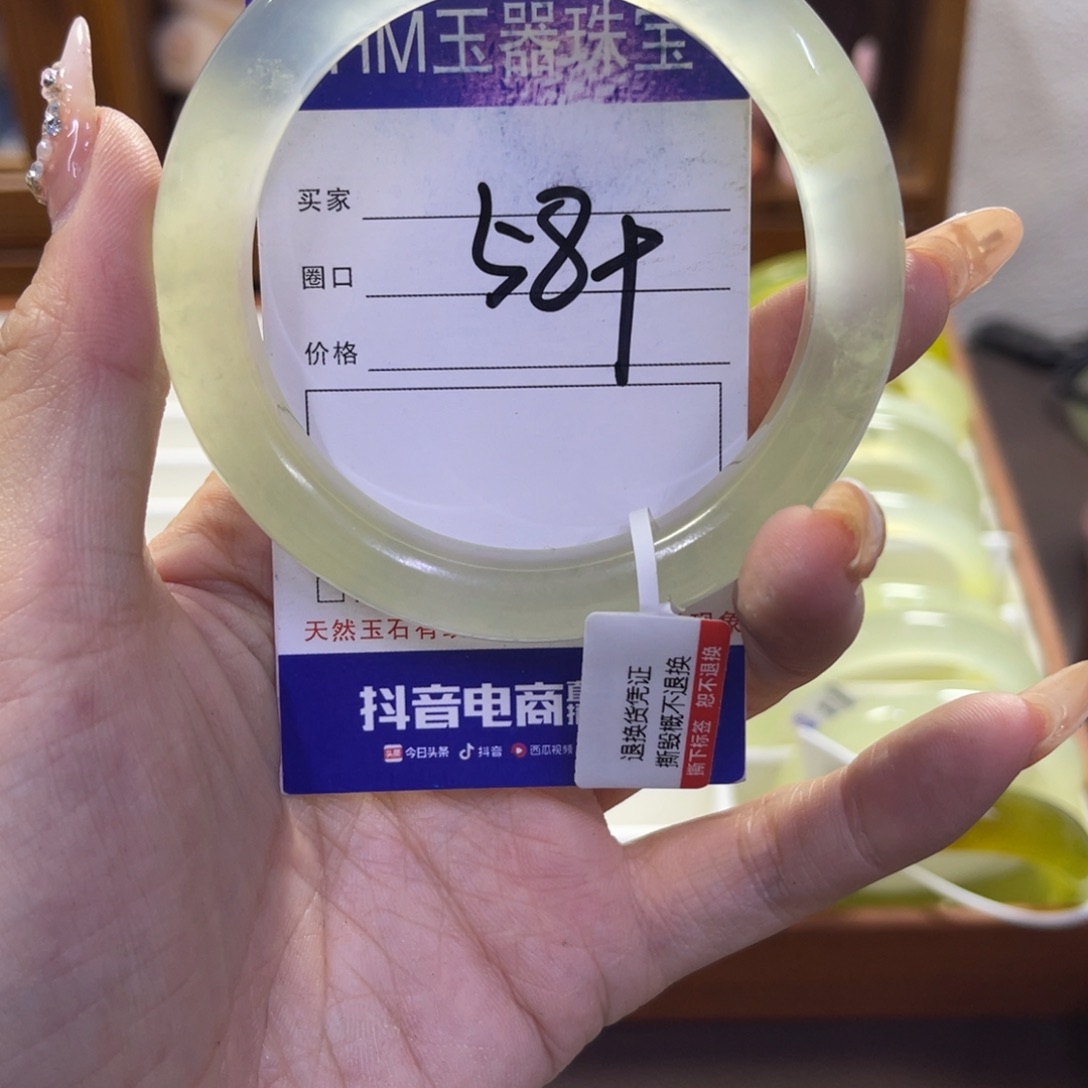 HM玉器珠宝
买家
58+
圈口
价格
天然玉石有
现象
抖音电商
今日头条 抖音 西瓜视频
退换货凭证
撕毁概不退换
撕下标签 恕不退换